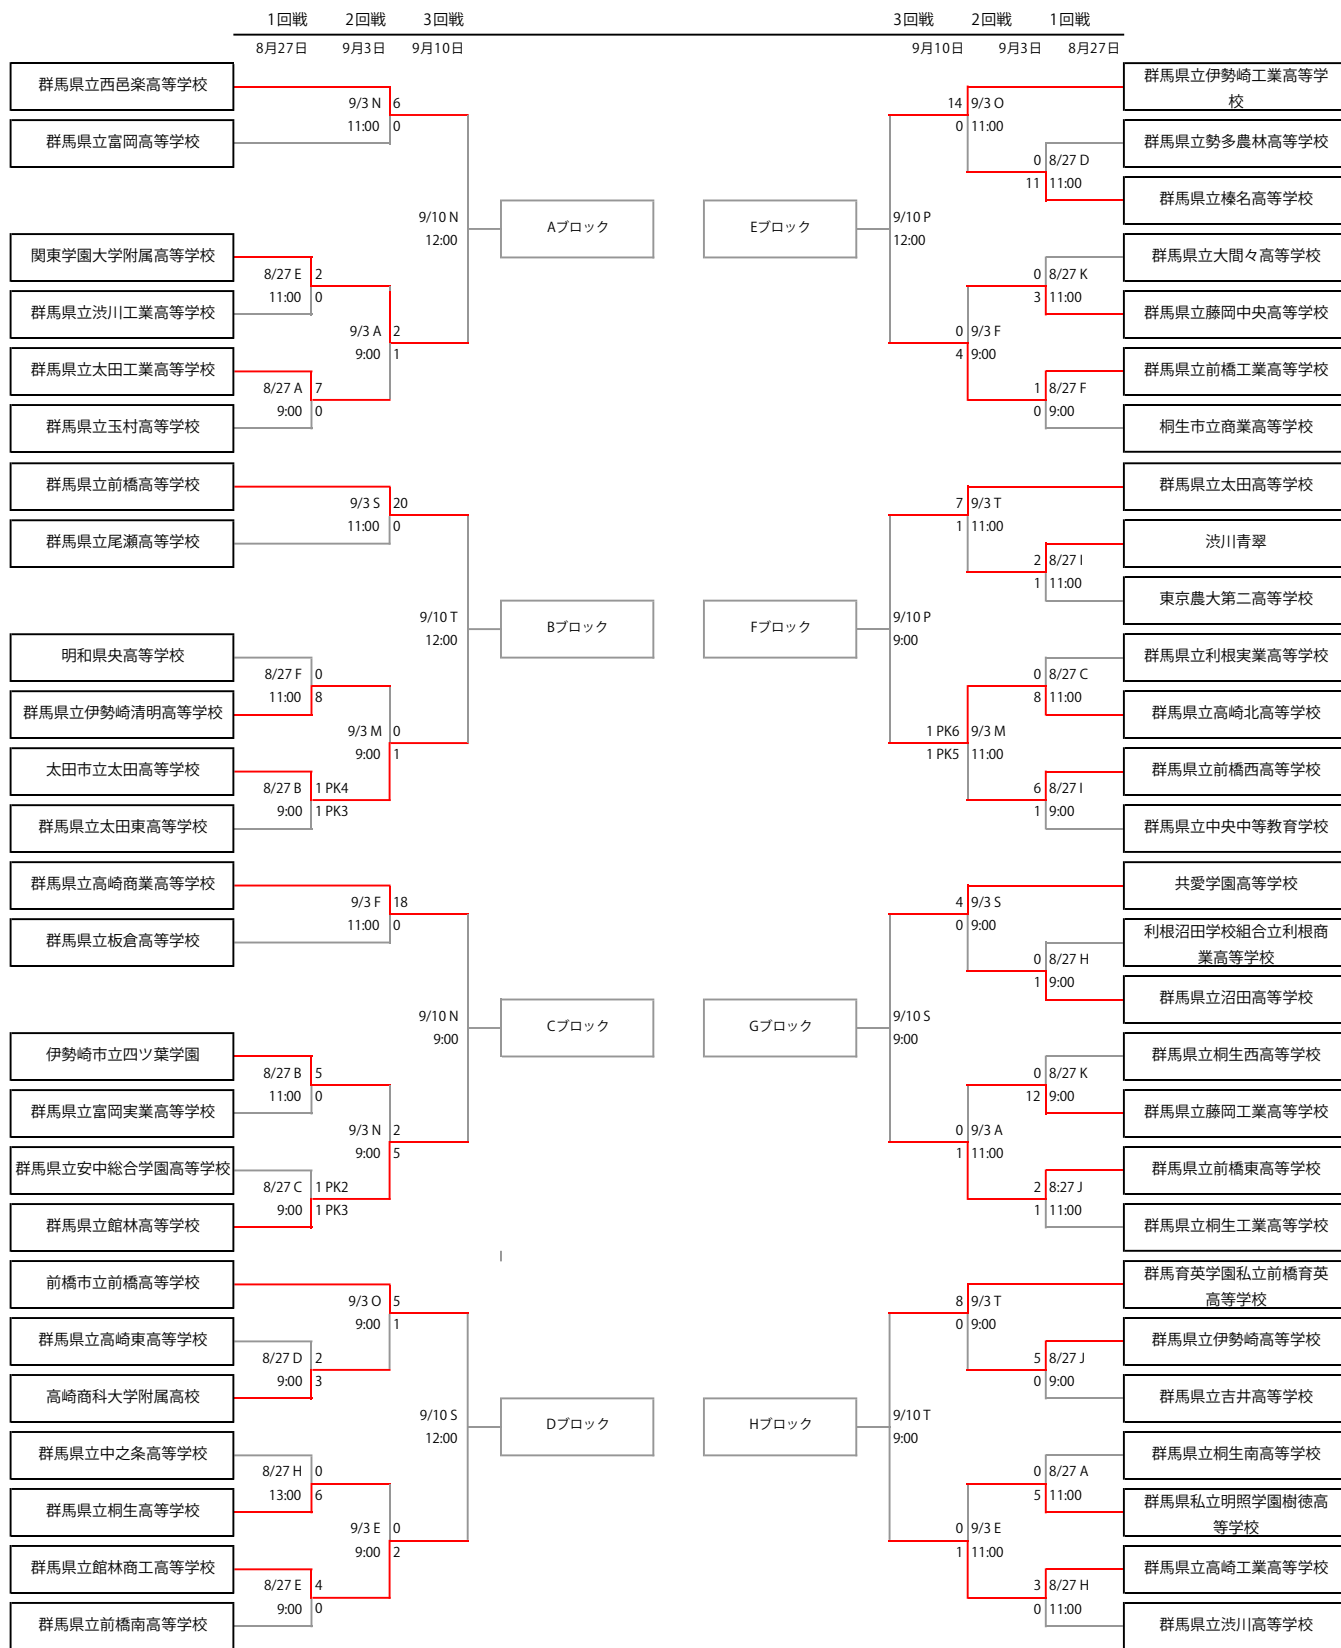 1回戦 2回戦 3回戦
8月27日 9月3日 9月10日
群馬県立西邑楽高等学校
9/3 N 6
11:00 0
群馬県立富岡高等学校
9/10 N
12:00
Aブロック
関東学園大学附属高等学校
8/27 E 2
11:00 0
群馬県立渋川工業高等学校
9/3 A 2
9:00 1
群馬県立太田工業高等学校
8/27 A 7
9:00 0
群馬県立玉村高等学校
群馬県立前橋高等学校
9/3 S 20
11:00 0
群馬県立尾瀬高等学校
9/10 T
12:00
Bブロック
明和県央高等学校
8/27 F 0
11:00 8
群馬県立伊勢崎清明高等学校
9/3 M 0
9:00 1
太田市立太田高等学校
8/27 B 1 PK4
9:00 1 PK3
群馬県立太田東高等学校
群馬県立高崎商業高等学校
9/3 F 18
11:00 0
群馬県立板倉高等学校
9/10 N
9:00
Cブロック
伊勢崎市立四ツ葉学園
8/27 B 5
11:00 0
群馬県立富岡実業高等学校
9/3 N 2
9:00 5
群馬県立安中総合学園高等学校
8/27 C 1 PK2
9:00 1 PK3
群馬県立館林高等学校
前橋市立前橋高等学校
9/3 O 5
9:00 1
群馬県立高崎東高等学校
8/27 D 2
9:00 3
高崎商科大学附属高校
9/10 S
12:00
Dブロック
群馬県立中之条高等学校
8/27 H 0
13:00 6
群馬県立桐生高等学校
9/3 E 0
9:00 2
群馬県立館林商工高等学校
8/27 E 4
9:00 0
群馬県立前橋南高等学校
3回戦 2回戦 1回戦
9月10日 9月3日 8月27日
群馬県立伊勢崎工業高等学
校
14 9/3 O
0 11:00
群馬県立勢多農林高等学校
0 8/27 D
11 11:00
群馬県立榛名高等学校
Eブロック
9/10 P
12:00
群馬県立大間々高等学校
0 8/27 K
3 11:00
群馬県立藤岡中央高等学校
0 9/3 F
4 9:00
群馬県立前橋工業高等学校
1 8/27 F
0 9:00
桐生市立商業高等学校
群馬県立太田高等学校
7 9/3 T
1 11:00
渋川青翠
2 8/27 I
1 11:00
東京農大第二高等学校
Fブロック
9/10 P
9:00
群馬県立利根実業高等学校
0 8/27 C
8 11:00
群馬県立高崎北高等学校
1 PK6 9/3 M
1 PK5 11:00
群馬県立前橋西高等学校
6 8/27 I
1 9:00
群馬県立中央中等教育学校
共愛学園高等学校
4 9/3 S
0 9:00
利根沼田学校組合立利根商
業高等学校
0 8/27 H
1 9:00
群馬県立沼田高等学校
Gブロック
9/10 S
9:00
群馬県立桐生西高等学校
0 8/27 K
12 9:00
群馬県立藤岡工業高等学校
0 9/3 A
1 11:00
群馬県立前橋東高等学校
2 8:27 J
1 11:00
群馬県立桐生工業高等学校
群馬育英学園私立前橋育英
高等学校
8 9/3 T
0 9:00
群馬県立伊勢崎高等学校
5 8/27 J
0 9:00
群馬県立吉井高等学校
Hブロック
9/10 T
9:00
群馬県立桐生南高等学校
0 8/27 A
5 11:00
群馬県私立明照学園樹徳高
等学校
0 9/3 E
1 11:00
群馬県立高崎工業高等学校
3 8/27 H
0 11:00
群馬県立渋川高等学校